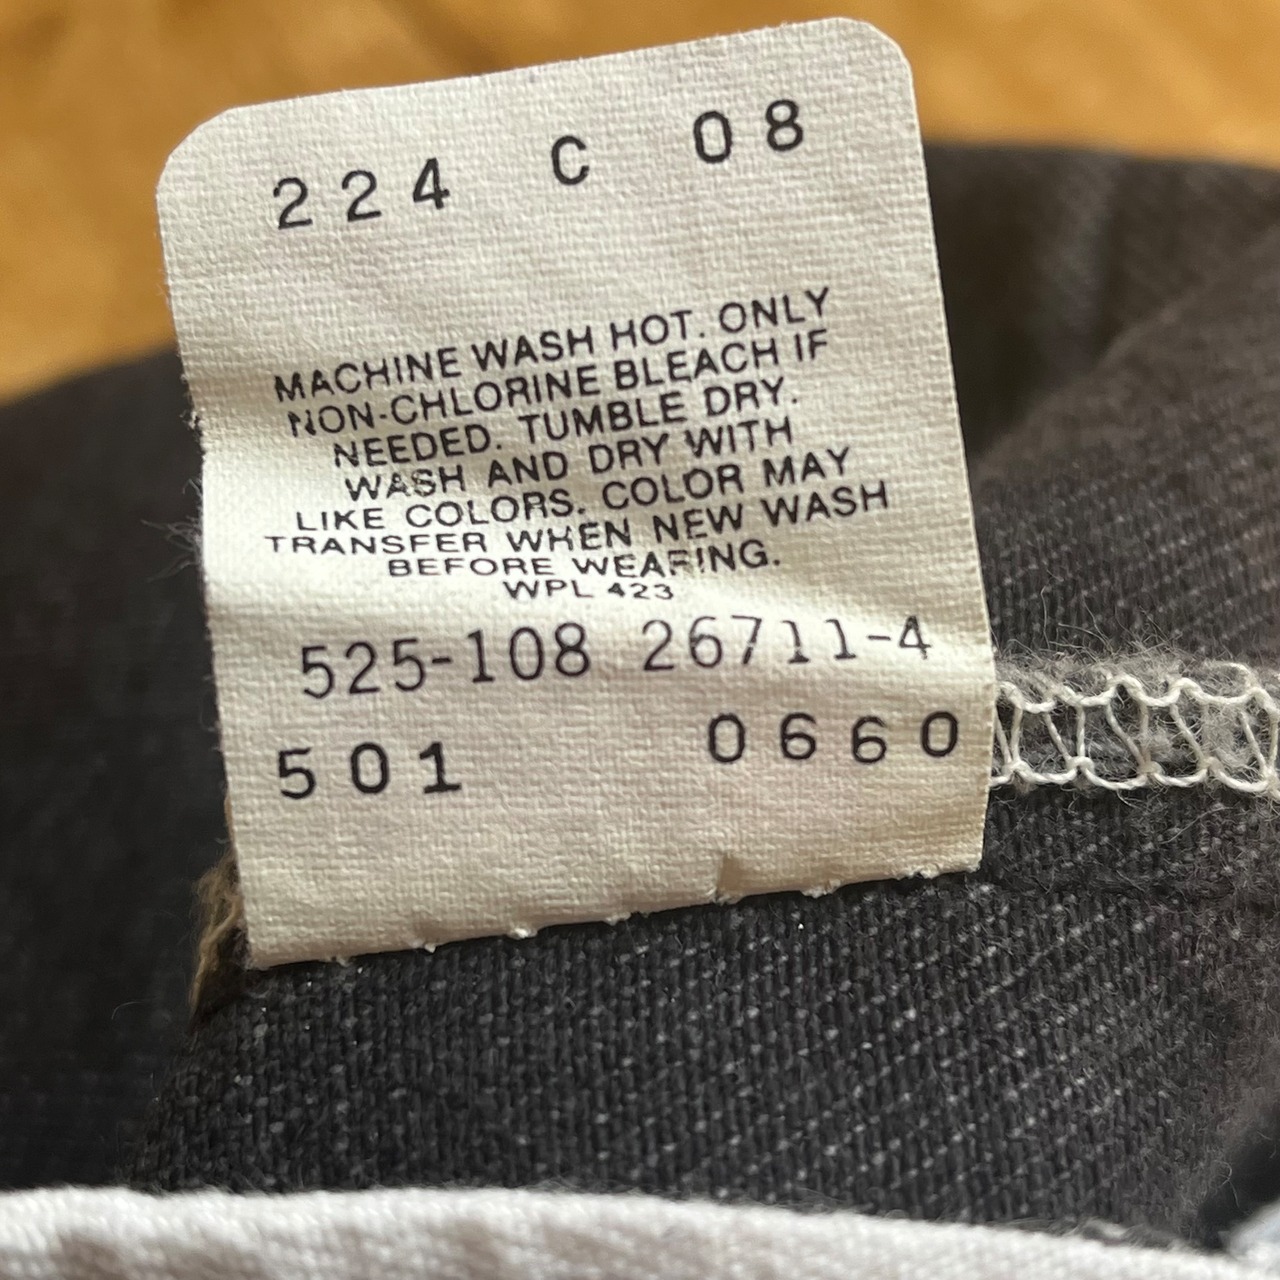 224 C 08
MACHINE WASH HOT. ONLY
NON-CHLORINE BLEACH IF
NEEDED. TUMBLE DRY.
WASH AND DRY WITH
LIKE COLORS. COLOR MAY
TRANSFER WHEN NEW WASH
BEFORE WEARING.
WPL 423
525-108 26711-4
501 0660